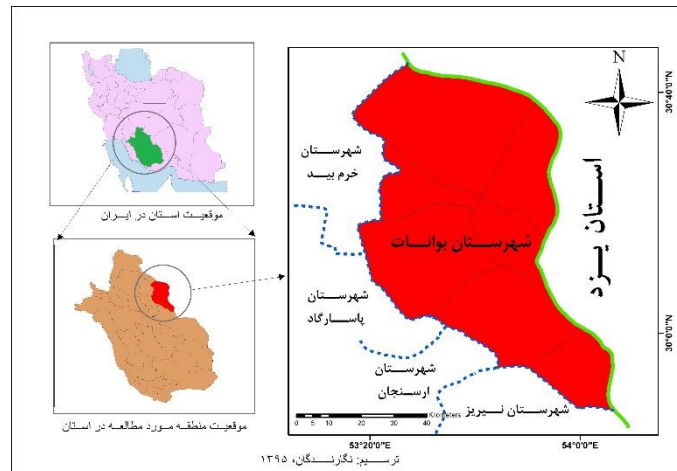 موقعیت استان در ایران
موقعیت منطقه مورد مطالعه در استان
N
30°40'0"N
30°0'0"N
استان یزد
شهرستان
خرم بید
شهرستان بوانات
شهرستان
پاسارگاد
شهرستان
ارسنجان
شهرستان نیریز
0 5 10 20 30 40
Kilometers
53°20'0"E
54°0'0"E
ترسیم: نگارندگان، ۱۳۹۵